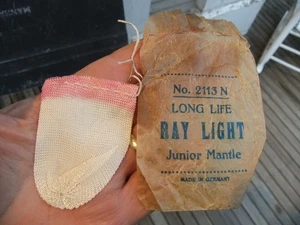 No. 2113 N
LONG LIFE
RAY LIGHT
Junior Mantle
MADE IN GERMANY